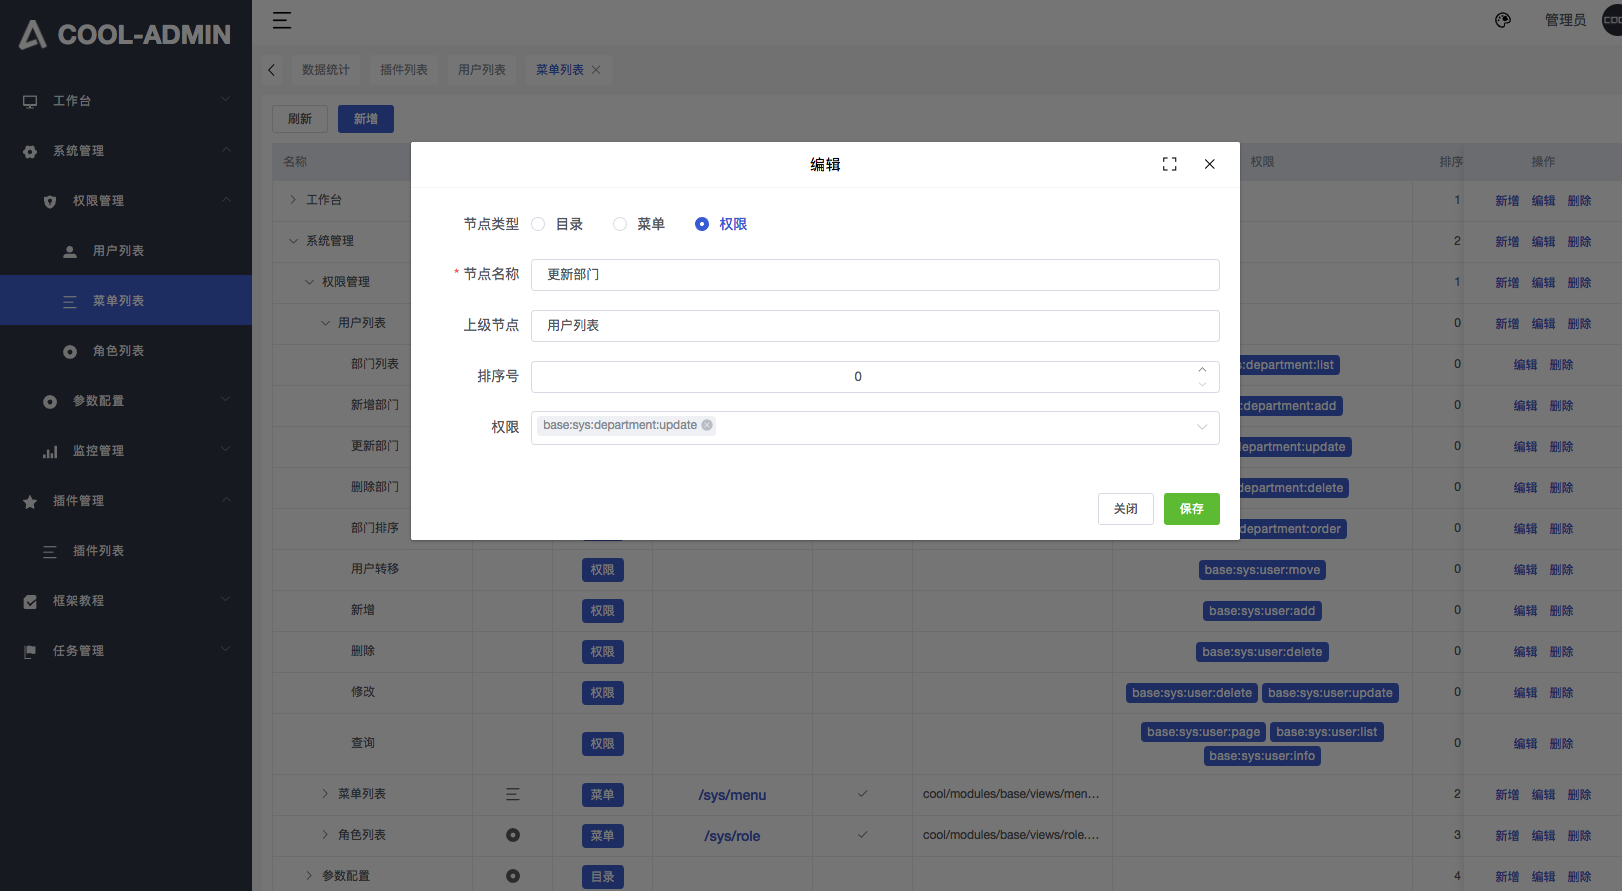 COOL-ADMIN
工作台
系统管理
权限管理
用户列表
菜单列表
角色列表
参数配置
监控管理
插件管理
插件列表
框架教程
任务管理
管理员
数据统计
插件列表
用户列表
菜单列表
刷新
新增
名称
权限
排序
操作
编辑
节点类型
目录
菜单
权限
* 节点名称
更新部门
上级节点
用户列表
排序号
0
权限
base:sys:department:update
关闭
保存
工作台 1 新增 编辑 删除
系统管理 2 新增 编辑 删除
权限管理 1 新增 编辑 删除
用户列表 0 新增 编辑 删除
部门列表 s:department:list 0 编辑 删除
新增部门 :department:add 0 编辑 删除
更新部门 epartment:update 0 编辑 删除
删除部门 department:delete 0 编辑 删除
部门排序 department:order 0 编辑 删除
用户转移 权限 base:sys:user:move 0 编辑 删除
新增 权限 base:sys:user:add 0 编辑 删除
删除 权限 base:sys:user:delete 0 编辑 删除
修改 权限 base:sys:user:delete base:sys:user:update 0 编辑 删除
查询 权限 base:sys:user:page base:sys:user:list base:sys:user:info 0 编辑 删除
菜单列表 菜单 /sys/menu cool/modules/base/views/men... 2 新增 编辑 删除
角色列表 菜单 /sys/role cool/modules/base/views/role.... 3 新增 编辑 删除
参数配置 目录 4 新增 编辑 删除